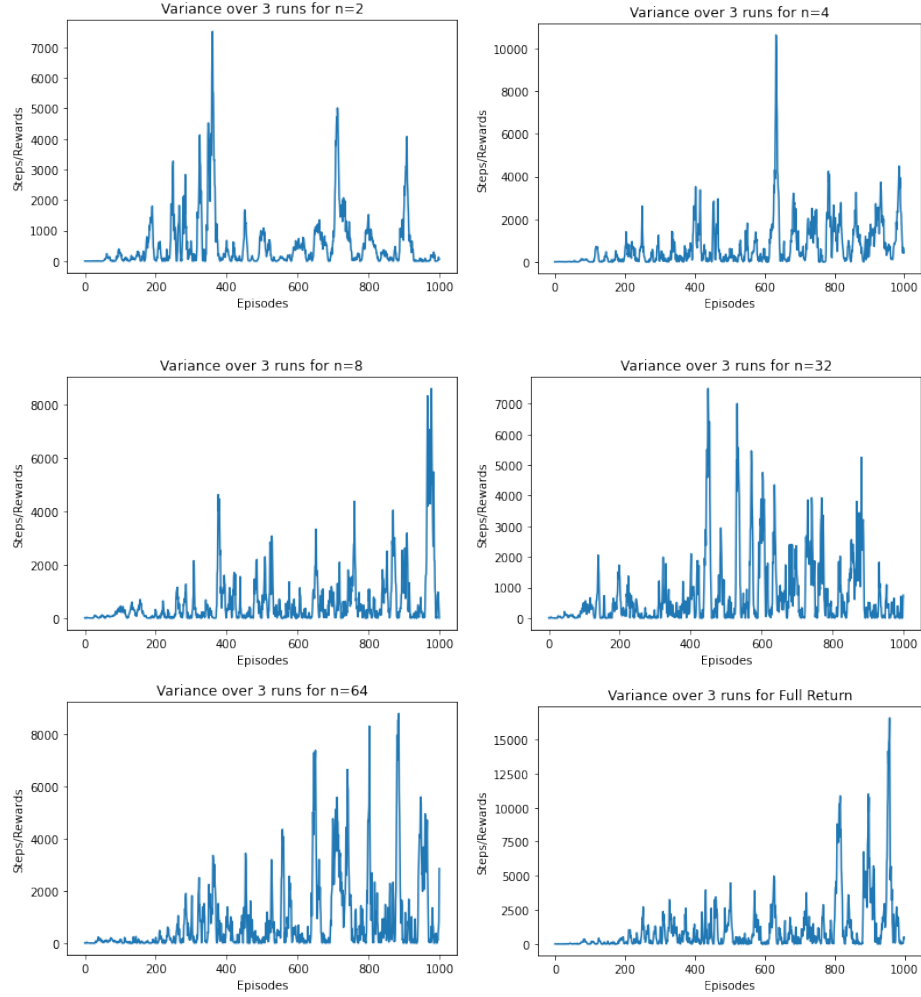 Variance over 3 runs for n=2
Steps/Rewards
7000
6000
5000
4000
3000
2000
1000
0
0 200 400 600 800 1000
Episodes
Variance over 3 runs for n=4
Steps/Rewards
10000
8000
6000
4000
2000
0
0 200 400 600 800 1000
Episodes
Variance over 3 runs for n=8
Steps/Rewards
8000
6000
4000
2000
0
0 200 400 600 800 1000
Episodes
Variance over 3 runs for n=32
Steps/Rewards
7000
6000
5000
4000
3000
2000
1000
0
0 200 400 600 800 1000
Episodes
Variance over 3 runs for n=64
Steps/Rewards
8000
6000
4000
2000
0
0 200 400 600 800 1000
Episodes
Variance over 3 runs for Full Return
Steps/Rewards
15000
12500
10000
7500
5000
2500
0
0 200 400 600 800 1000
Episodes